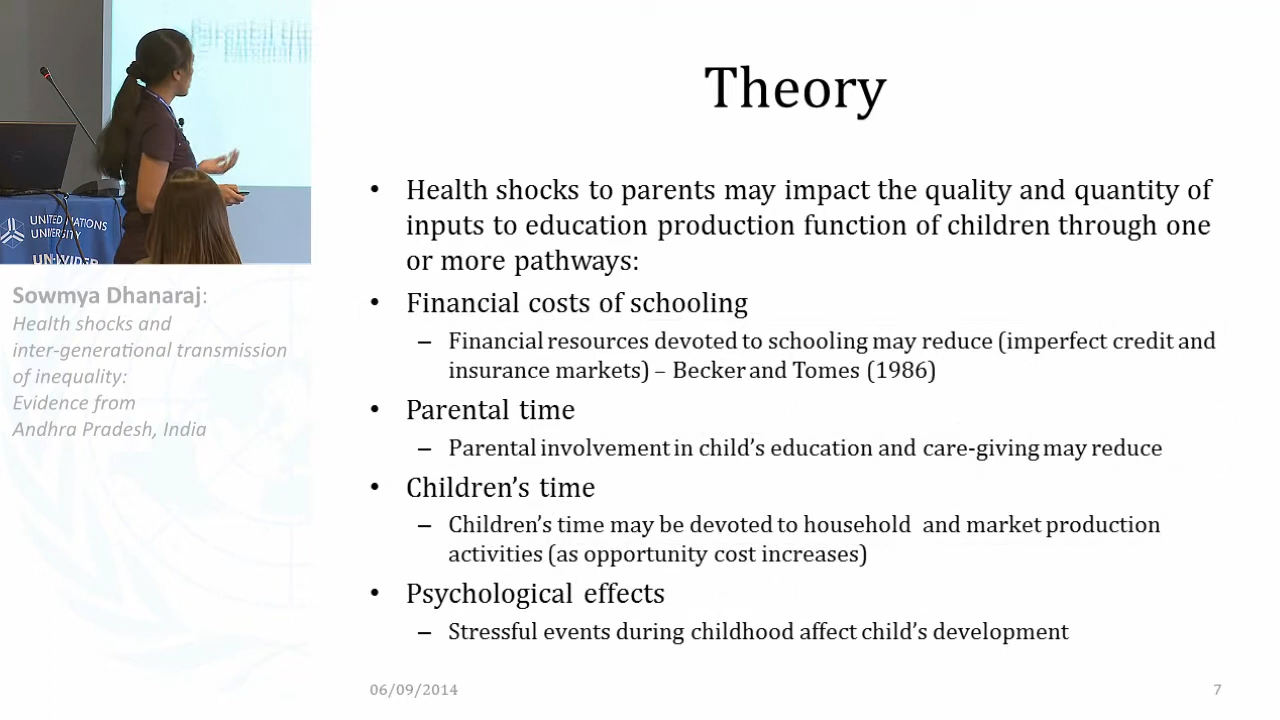 Theory
• Health shocks to parents may impact the quality and quantity of
inputs to education production function of children through one
or more pathways:
• Financial costs of schooling
– Financial resources devoted to schooling may reduce (imperfect credit and
insurance markets) – Becker and Tomes (1986)
• Parental time
– Parental involvement in child's education and care-giving may reduce
• Children's time
– Children's time may be devoted to household and market production
activities (as opportunity cost increases)
• Psychological effects
– Stressful events during childhood affect child's development
06/09/2014
7
UNITED NATIONS
UNIVERSITY
UNU-WIDER
Sowmya Dhanaraj:
Health shocks and
inter-generational transmission
of inequality:
Evidence from
Andhra Pradesh, India